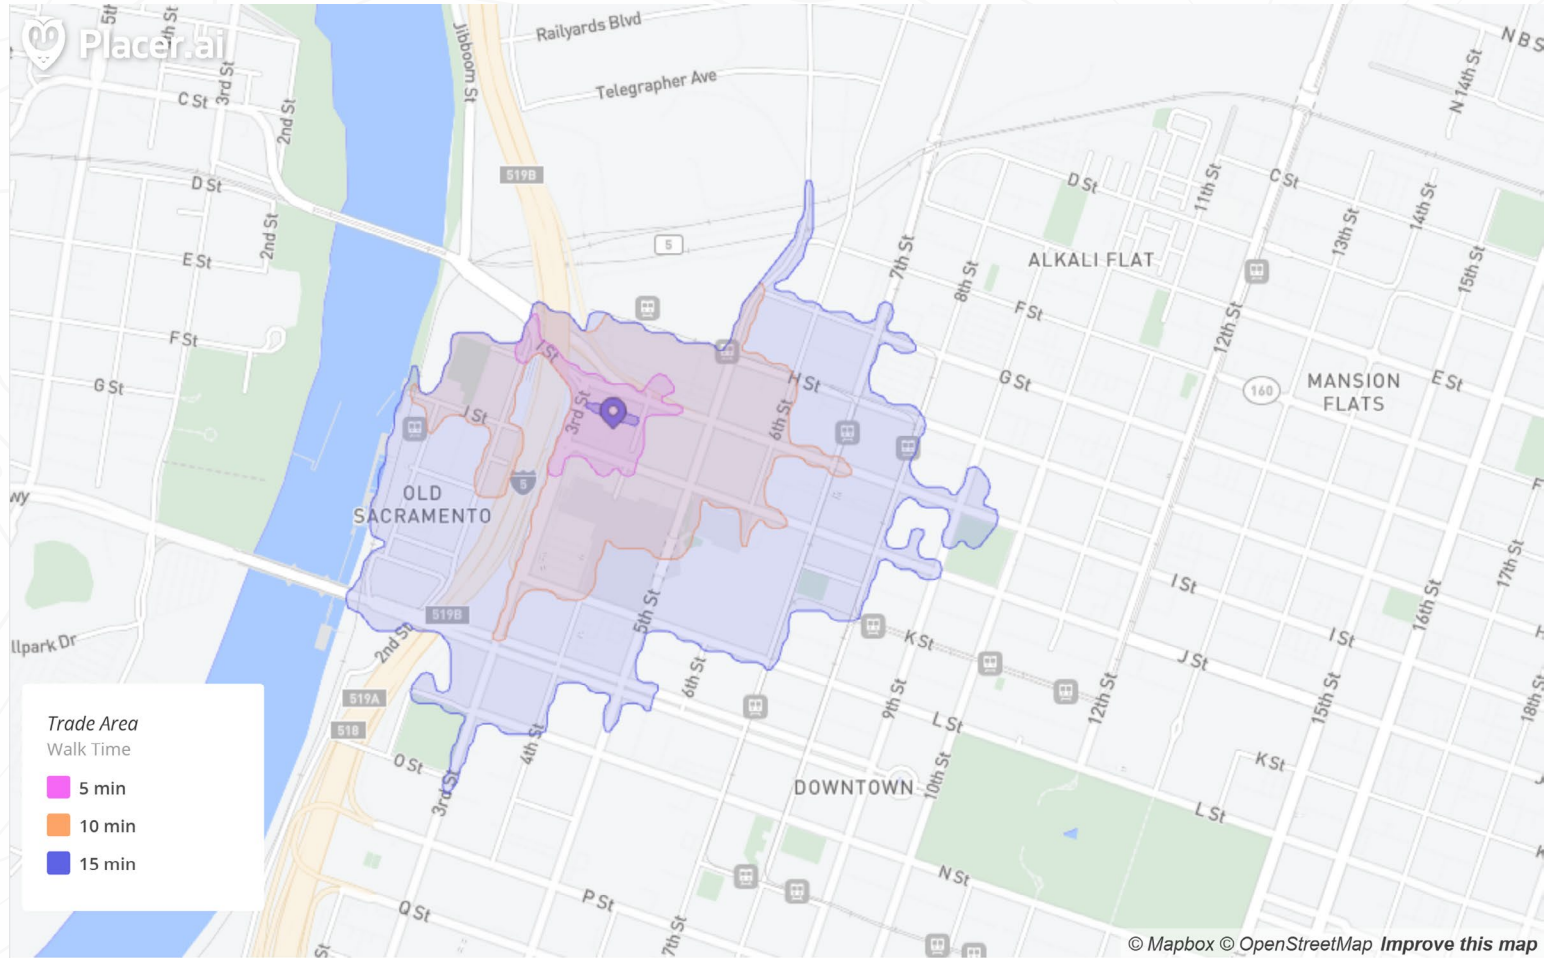 Placer.ai
5th St
3rd St
2nd St
C St
Jibboom St
Railyards Blvd
Telegrapher Ave
N B S
N 14th St
519B
D St
2nd St
E St
5
7th St
8th St
ALKALI FLAT
D St
11th St
C St
13th St
14th St
15th St
F St
F St
12th St
G St
I St
H St
G St
160
MANSION
FLATS
E St
J St
3rd St
6th St
OLD
SACRAMENTO
5
wy
519B
5th St
I St
16th St
17th St
llpark Dr
2nd St
6th St
K St
J St
I St
H
519A
518
9th St
12th St
15th St
18th St
L St
4th St
O St
3rd St
DOWNTOWN
10th St
K St
J
L St
N St
P St
Q St
7th St
St
Trade Area
Walk Time
5 min
10 min
15 min
© Mapbox © OpenStreetMap Improve this map